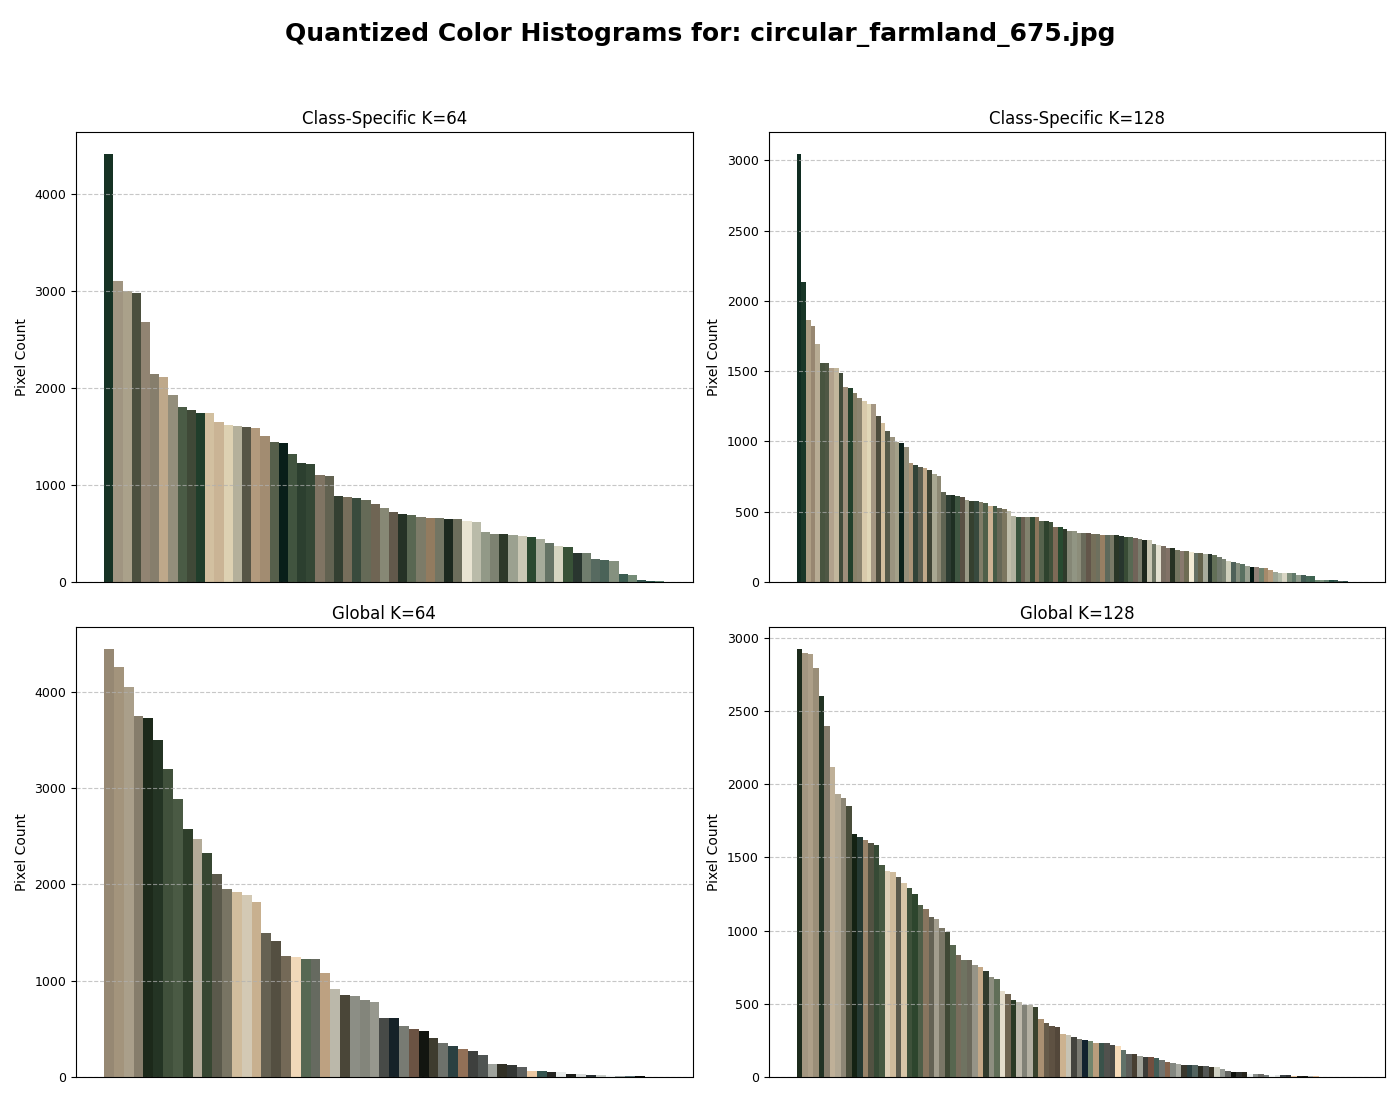 Quantized Color Histograms for: circular_farmland_675.jpg
Class-Specific K=64
Pixel Count
4000
3000
2000
1000
0
Class-Specific K=128
Pixel Count
3000
2500
2000
1500
1000
500
0
Global K=64
Pixel Count
4000
3000
2000
1000
0
Global K=128
Pixel Count
3000
2500
2000
1500
1000
500
0